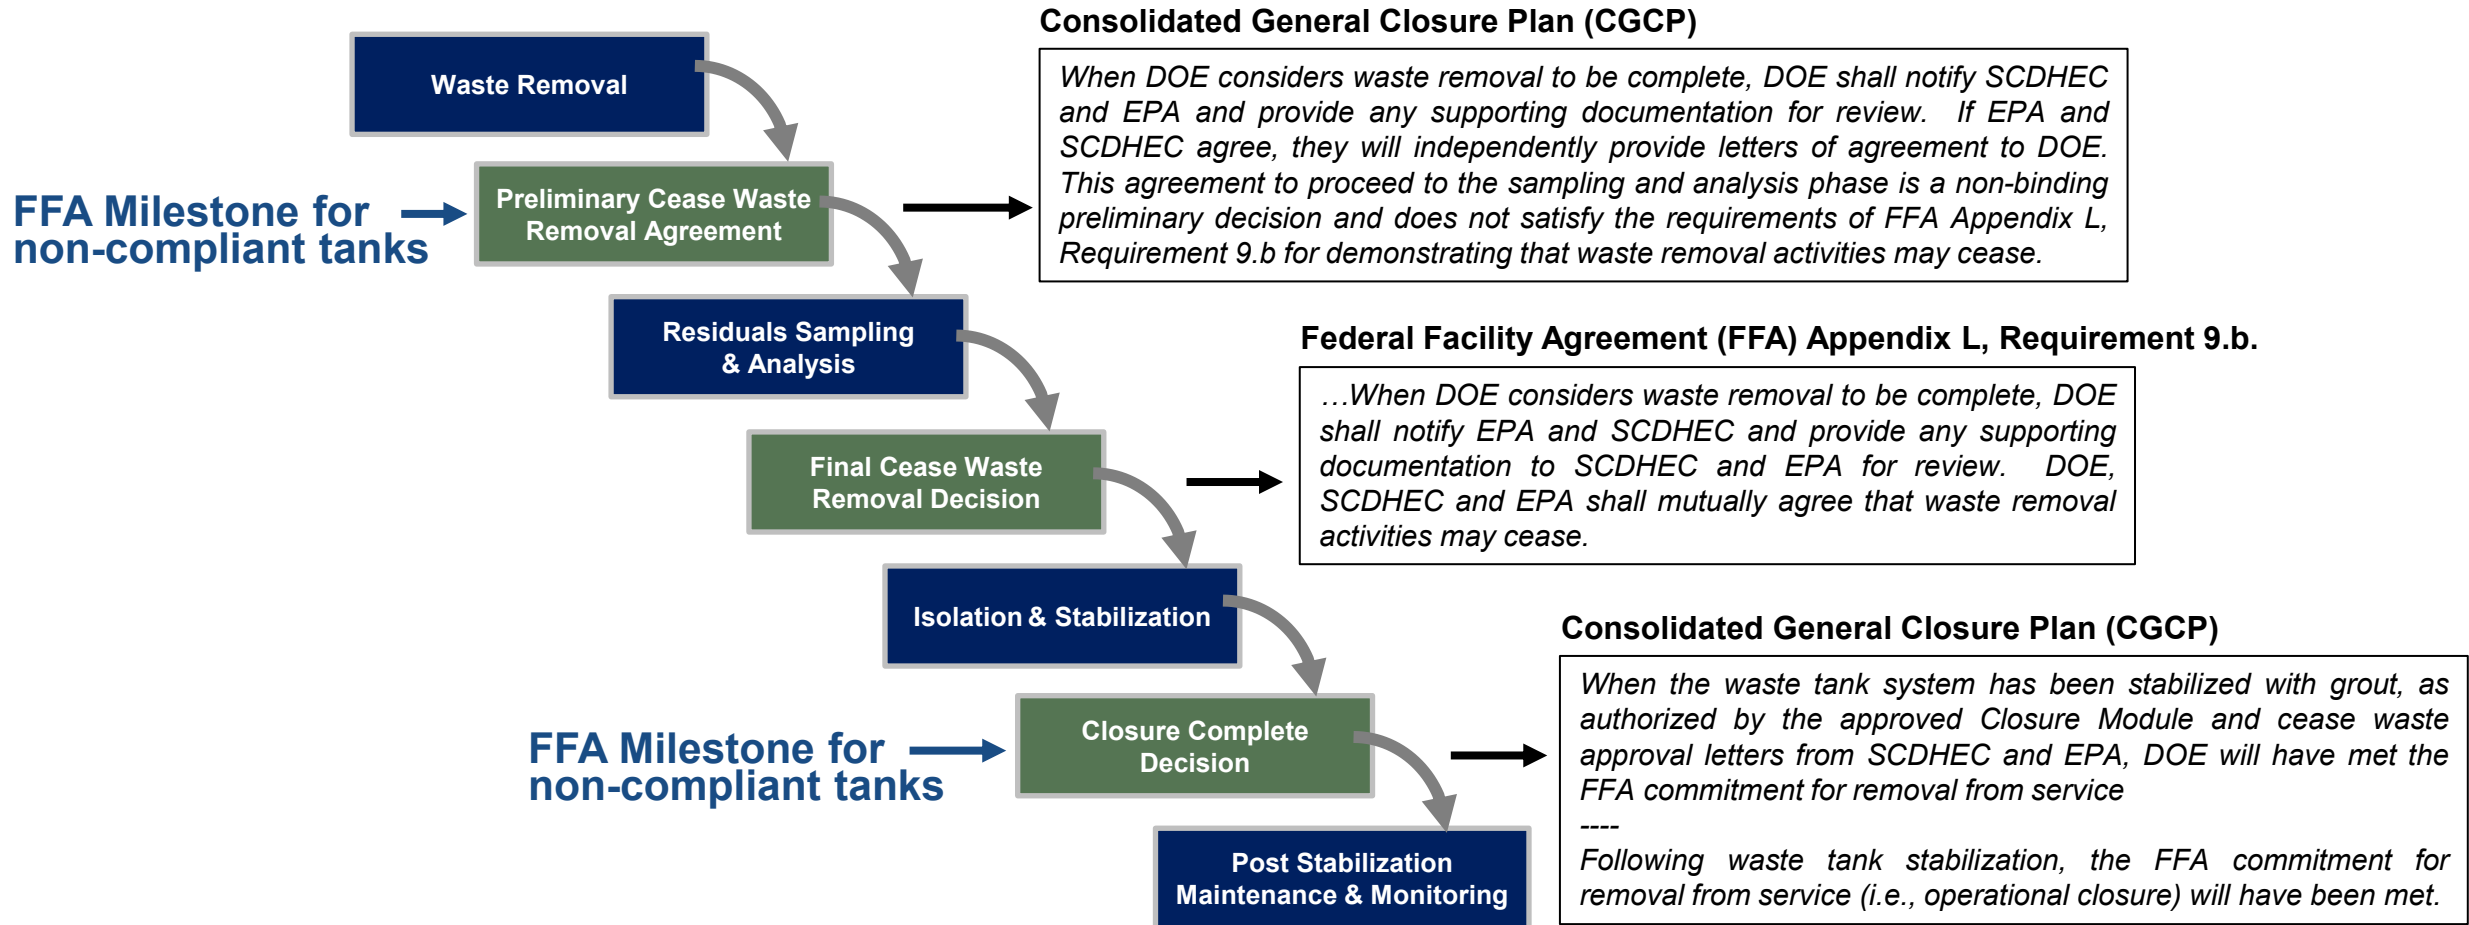 Consolidated General Closure Plan (CGCP)
Waste Removal
When DOE considers waste removal to be complete, DOE shall notify SCDHEC
and EPA and provide any supporting documentation for review. If EPA and
SCDHEC agree, they will independently provide letters of agreement to DOE.
This agreement to proceed to the sampling and analysis phase is a non-binding
preliminary decision and does not satisfy the requirements of FFA Appendix L,
Requirement 9.b for demonstrating that waste removal activities may cease.
FFA Milestone for
non-compliant tanks
Preliminary Cease Waste
Removal Agreement
Residuals Sampling
& Analysis
Federal Facility Agreement (FFA) Appendix L, Requirement 9.b.
…When DOE considers waste removal to be complete, DOE
shall notify EPA and SCDHEC and provide any supporting
documentation to SCDHEC and EPA for review. DOE,
SCDHEC and EPA shall mutually agree that waste removal
activities may cease.
Final Cease Waste
Removal Decision
Isolation & Stabilization
Consolidated General Closure Plan (CGCP)
When the waste tank system has been stabilized with grout, as
authorized by the approved Closure Module and cease waste
approval letters from SCDHEC and EPA, DOE will have met the
FFA commitment for removal from service
----
Following waste tank stabilization, the FFA commitment for
removal from service (i.e., operational closure) will have been met.
FFA Milestone for
non-compliant tanks
Closure Complete
Decision
Post Stabilization
Maintenance & Monitoring